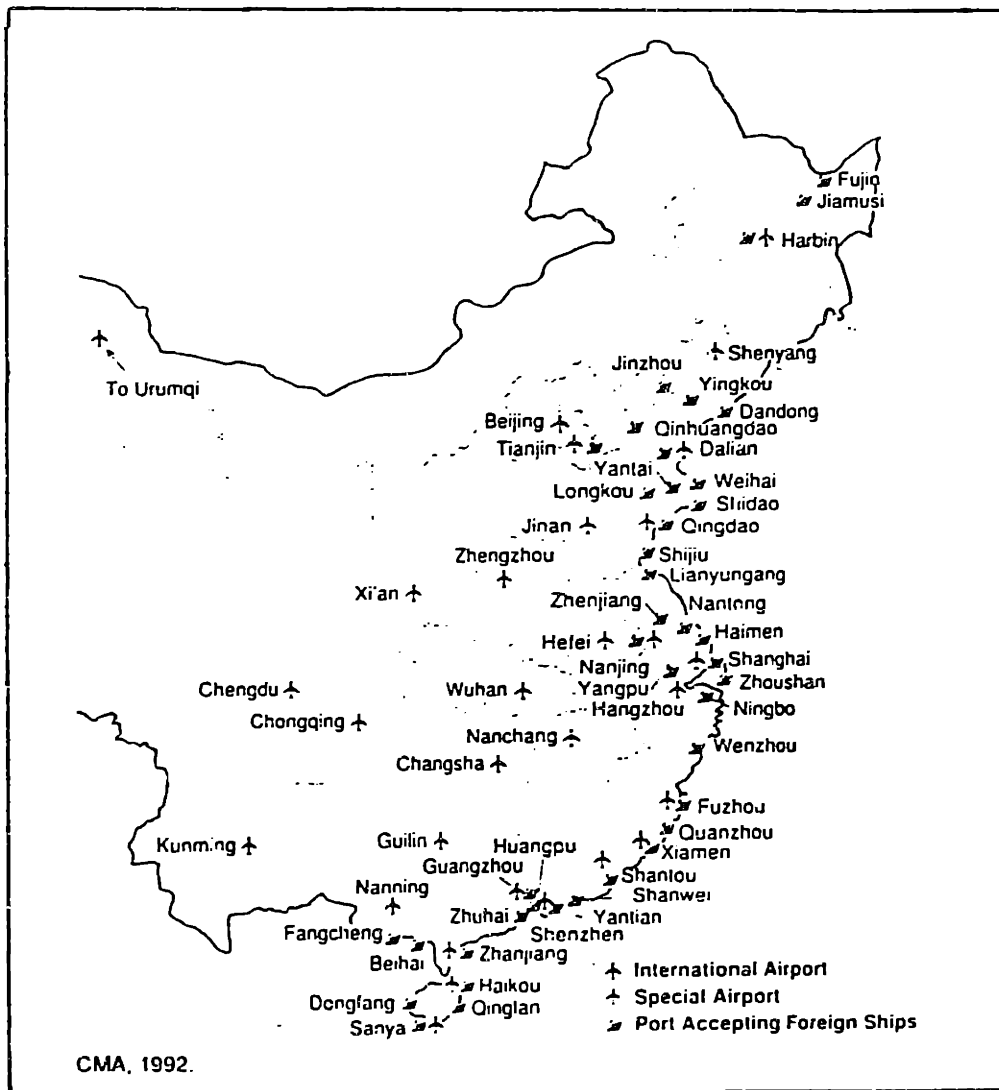 Fujin
Jiamusi
Harbin
To Urumqi
Shenyang
Jinzhou
Yingkou
Dandong
Beijing
Qinhuangdao
Tianjin
Dalian
Yantai
Weihai
Longkou
Shidao
Jinan
Qingdao
Zhengzhou
Shijiu
Xi'an
Lianyungang
Zhenjiang
Nantong
Hefei
Haimen
Nanjing
Shanghai
Chengdu
Wuhan
Yangpu
Zhoushan
Hangzhou
Ningbo
Chongqing
Nanchang
Wenzhou
Changsha
Fuzhou
Kunming
Guilin
Huangpu
Quanzhou
Xiamen
Guangzhou
Shantou
Nanning
Shanwei
Zhuhai
Yantian
Shenzhen
Fangcheng
Beihai
Zhanjiang
International Airport
Haikou
Dongfang
Qinglan
Special Airport
Sanya
Port Accepting Foreign Ships
CMA, 1992.